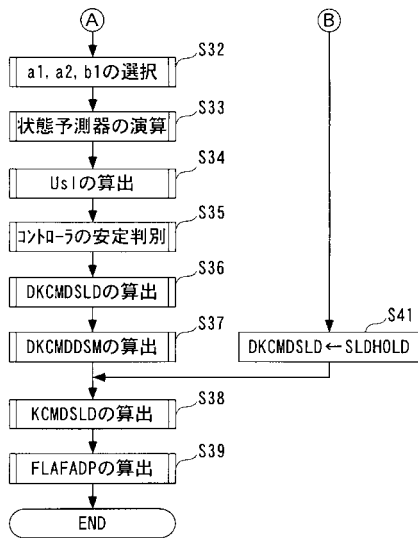 A
B
S32
a1, a2, b1の選択
S33
状態予測器の演算
S34
Uslの算出
S35
ｺﾝﾄﾛｰﾗの安定判別
S36
DKCMDSLDの算出
S37
DKCMDDSMの算出
S41
DKCMDSLD←SLDHOLD
S38
KCMDSLDの算出
S39
FLAFADPの算出
END